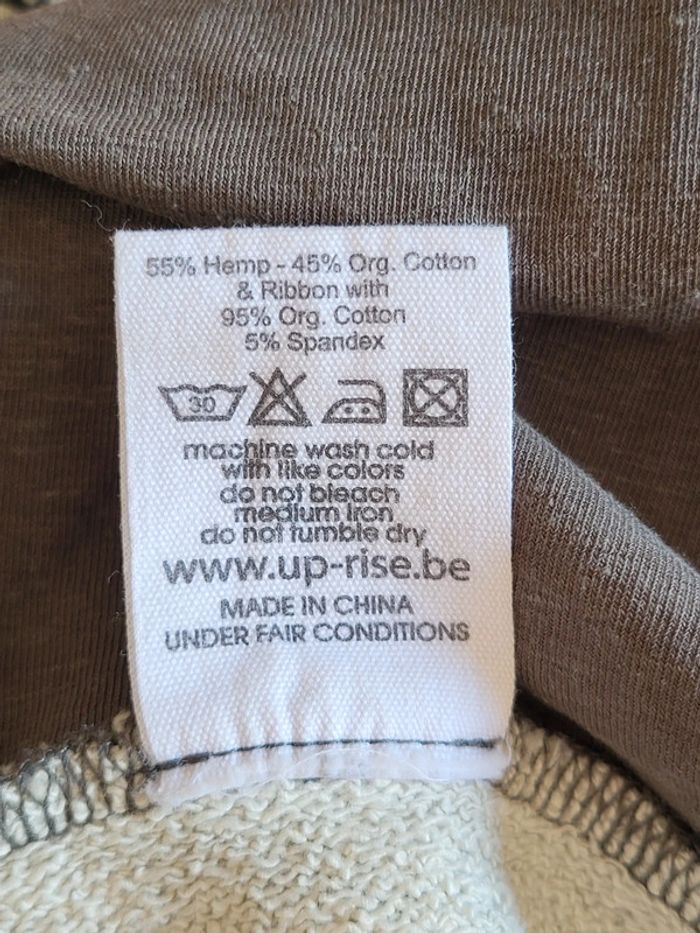 55% Hemp - 45% Org. Cotton
& Ribbon with
95% Org. Cotton
5% Spandex
30
machine wash cold
with like colors
do not bleach
medium iron
do not tumble dry
www.up-rise.be
MADE IN CHINA
UNDER FAIR CONDITIONS